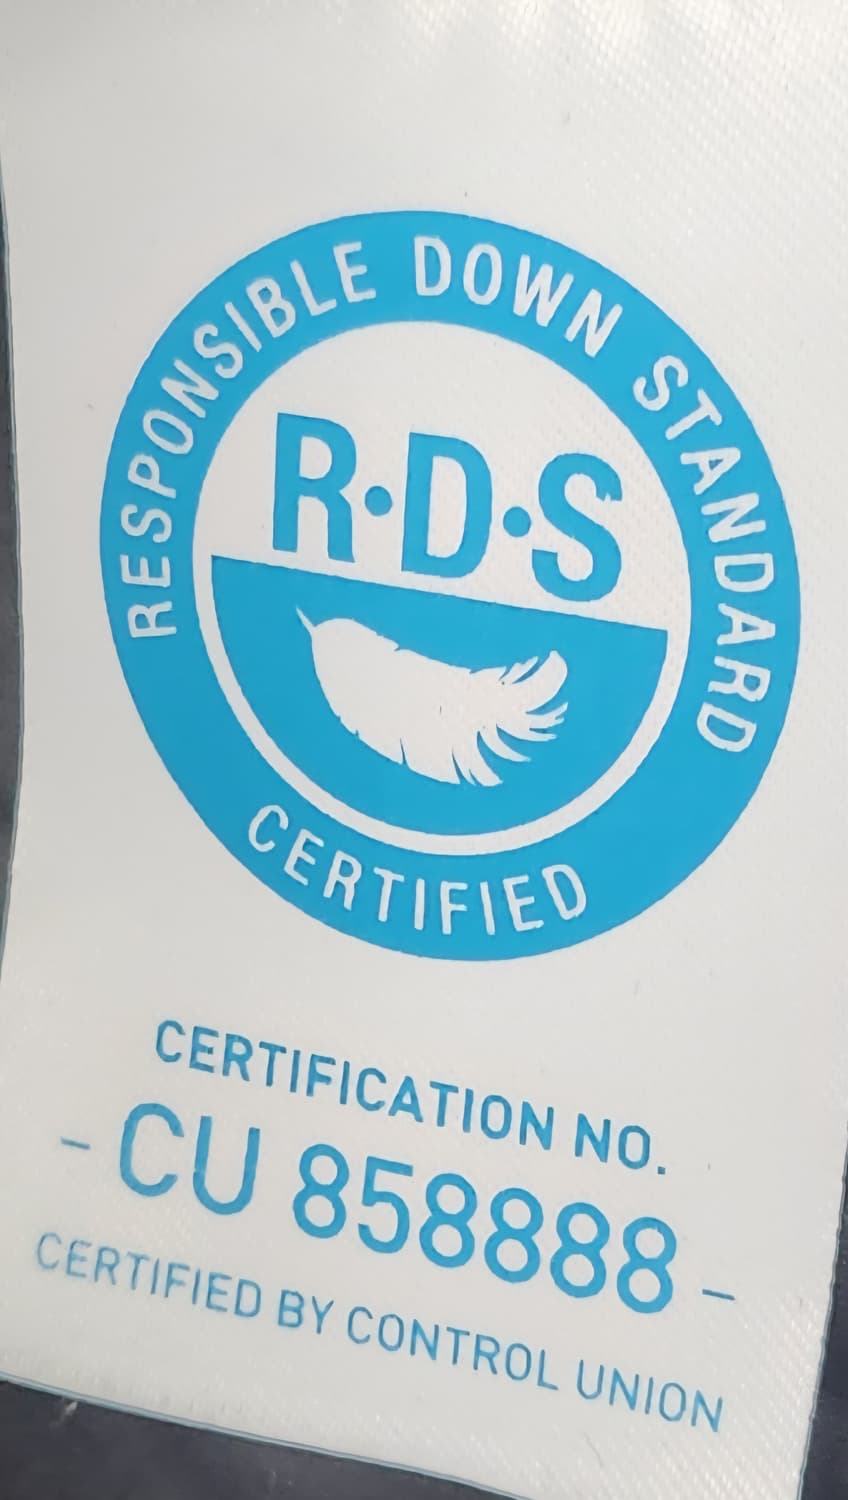 RESPONSIBLE DOWN STANDARD
R·D·S
CERTIFIED
CERTIFICATION NO.
- CU 858888 -
CERTIFIED BY CONTROL UNION